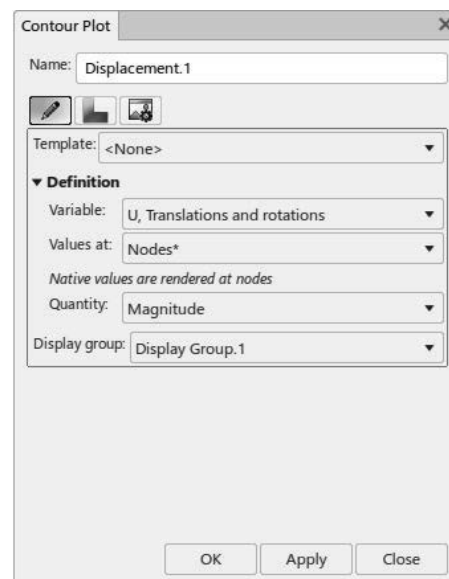 Contour Plot
Name: Displacement.1
Template: <None>
Definition
Variable: U, Translations and rotations
Values at: Nodes*
Native values are rendered at nodes
Quantity: Magnitude
Display group: Display Group.1
OK Apply Close